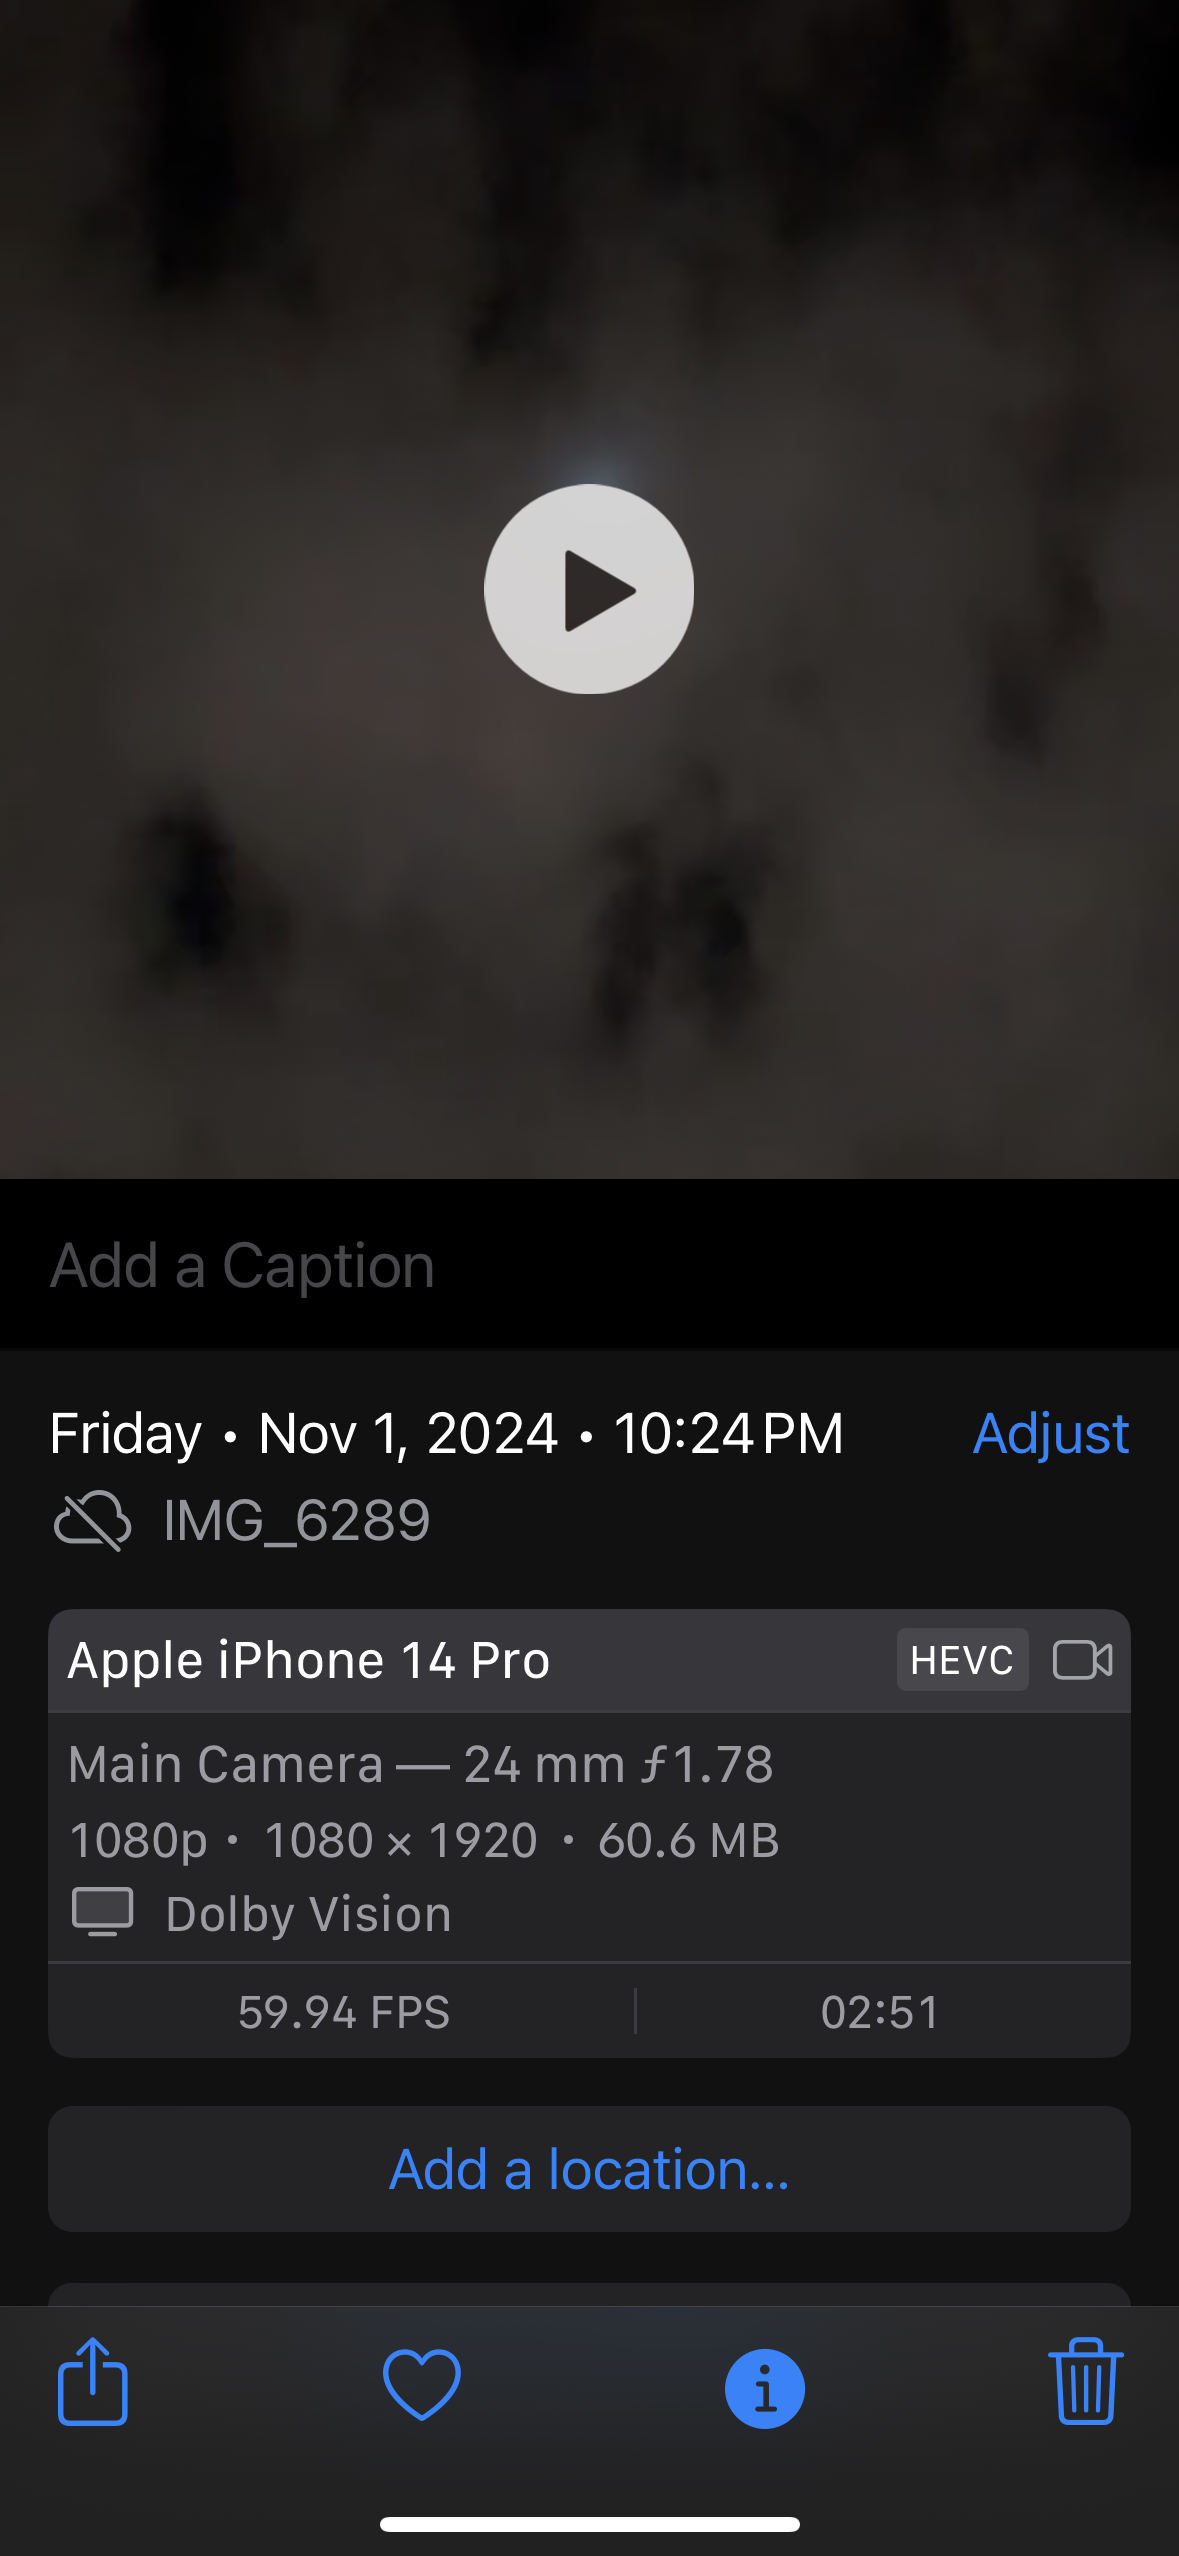 Add a Caption
Friday • Nov 1, 2024 • 10:24 PM Adjust
IMG_6289
Apple iPhone 14 Pro HEVC
Main Camera — 24 mm ƒ1.78
1080p • 1080 × 1920 • 60.6 MB
Dolby Vision
59.94 FPS 02:51
Add a location...